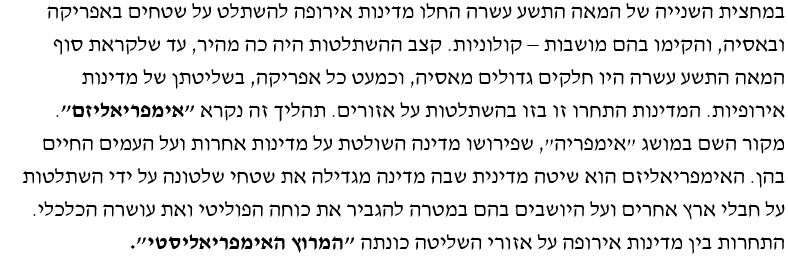 במחצית השנייה של המאה התשע עשרה החלו מדינות אירופה להשתלט על שטחים באפריקה
ובאסיה, והקימו בהם מושבות – קולוניות. קצב ההשתלטות היה כה מהיר, עד שלקראת סוף
המאה התשע עשרה היו חלקים גדולים מאסיה, וכמעט כל אפריקה, בשליטתן של מדינות
אירופיות. המדינות התחרו זו בזו בהשתלטות על אזורים. תהליך זה נקרא "אימפריאליזם".
מקור השם במושג "אימפריה", שפירושו מדינה השולטת על מדינות אחרות ועל העמים החיים
בהן. האימפריאליזם הוא שיטה מדינית שבה מדינה מגדילה את שטחי שלטונה על ידי השתלטות
על חבלי ארץ אחרים ועל היושבים בהם במטרה להגביר את כוחה הפוליטי ואת עושרה הכלכלי.
התחרות בין מדינות אירופה על אזורי השליטה כונתה "המרוץ האימפריאליסטי".